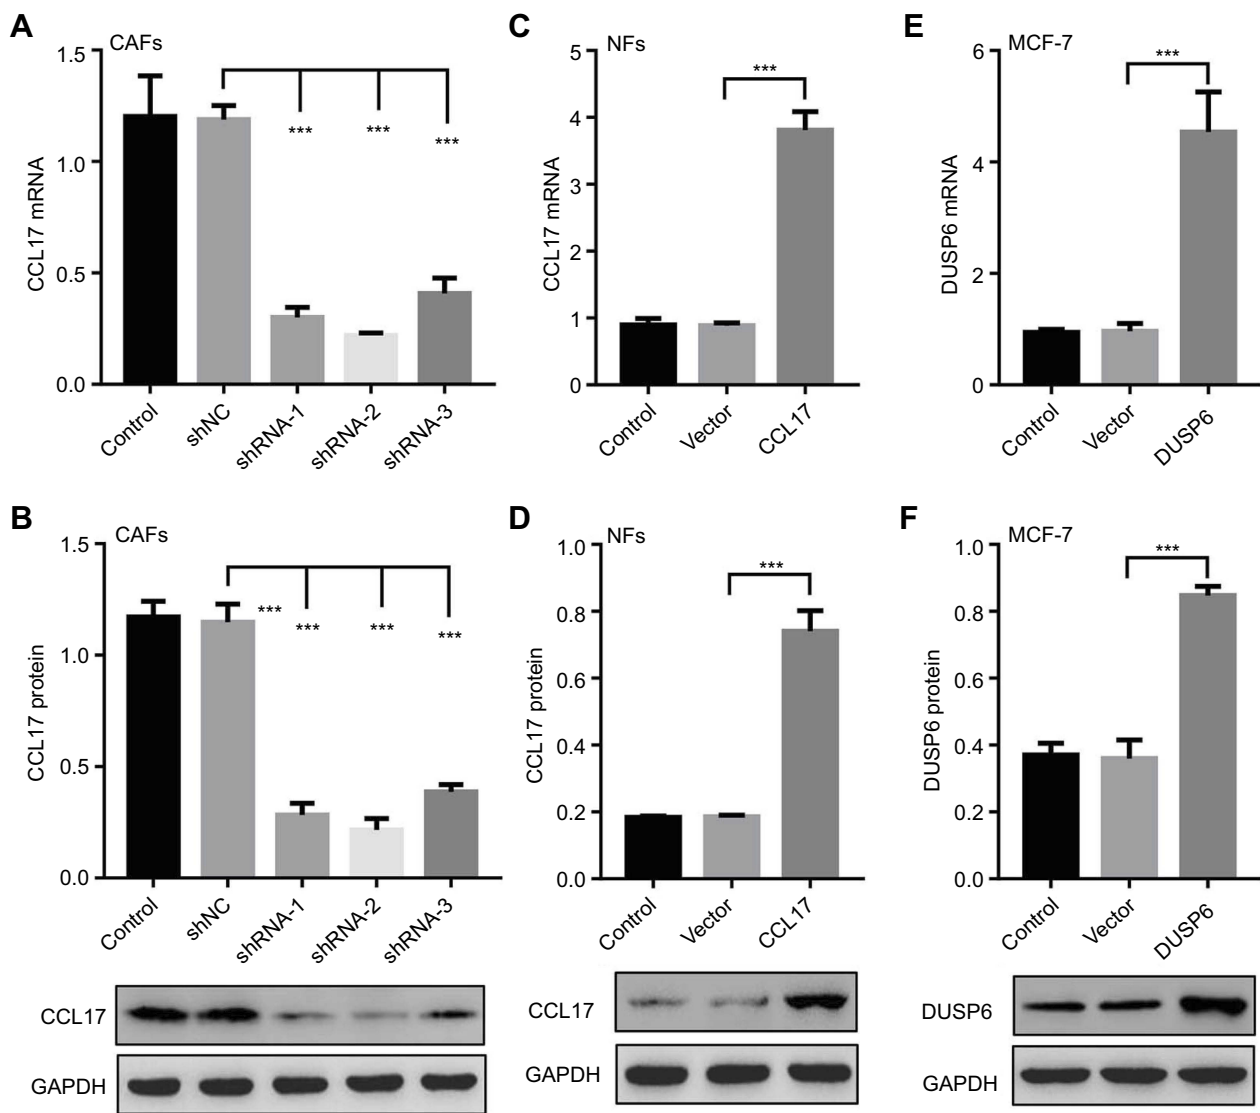 A
CAFs
CCL17 mRNA
1.5
1.0
0.5
0.0
***
***
***
Control
shNC
shRNA-1
shRNA-2
shRNA-3
C
NFs
CCL17 mRNA
5
4
3
2
1
0
***
Control
Vector
CCL17
E
MCF-7
DUSP6 mRNA
6
4
2
0
***
Control
Vector
DUSP6
B
CAFs
CCL17 protein
1.5
1.0
0.5
0.0
***
***
***
***
Control
shNC
shRNA-1
shRNA-2
shRNA-3
CCL17
GAPDH
D
NFs
CCL17 protein
1.0
0.8
0.6
0.4
0.2
0.0
***
Control
Vector
CCL17
CCL17
GAPDH
F
MCF-7
DUSP6 protein
1.0
0.8
0.6
0.4
0.2
0.0
***
Control
Vector
DUSP6
DUSP6
GAPDH